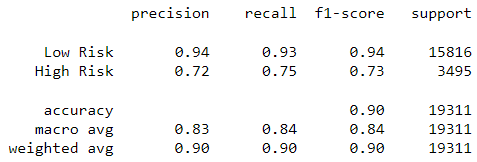 precision recall f1-score support
Low Risk 0.94 0.93 0.94 15816
High Risk 0.72 0.75 0.73 3495
accuracy 0.90 19311
macro avg 0.83 0.84 0.84 19311
weighted avg 0.90 0.90 0.90 19311